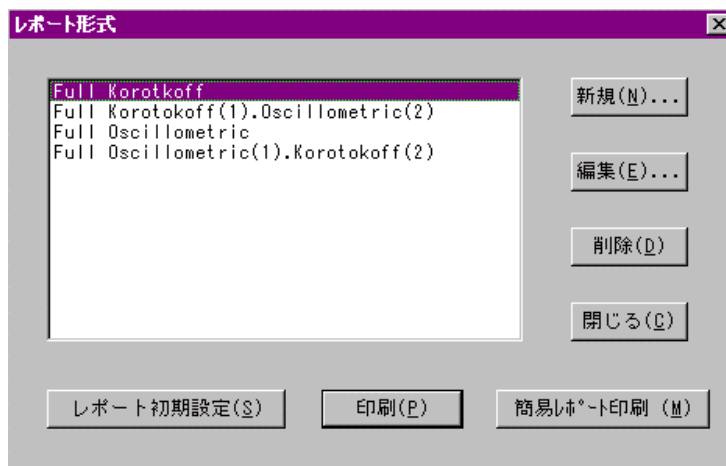 レポート形式
Full Korotkoff
Full Korotokoff(1).Oscillometric(2)
Full Oscillometric
Full Oscillometric(1).Korotokoff(2)
新規(N)...
編集(E)...
削除(D)
閉じる(C)
レポート初期設定(S)
印刷(P)
簡易ﾚﾎﾟｰﾄ印刷 (M)